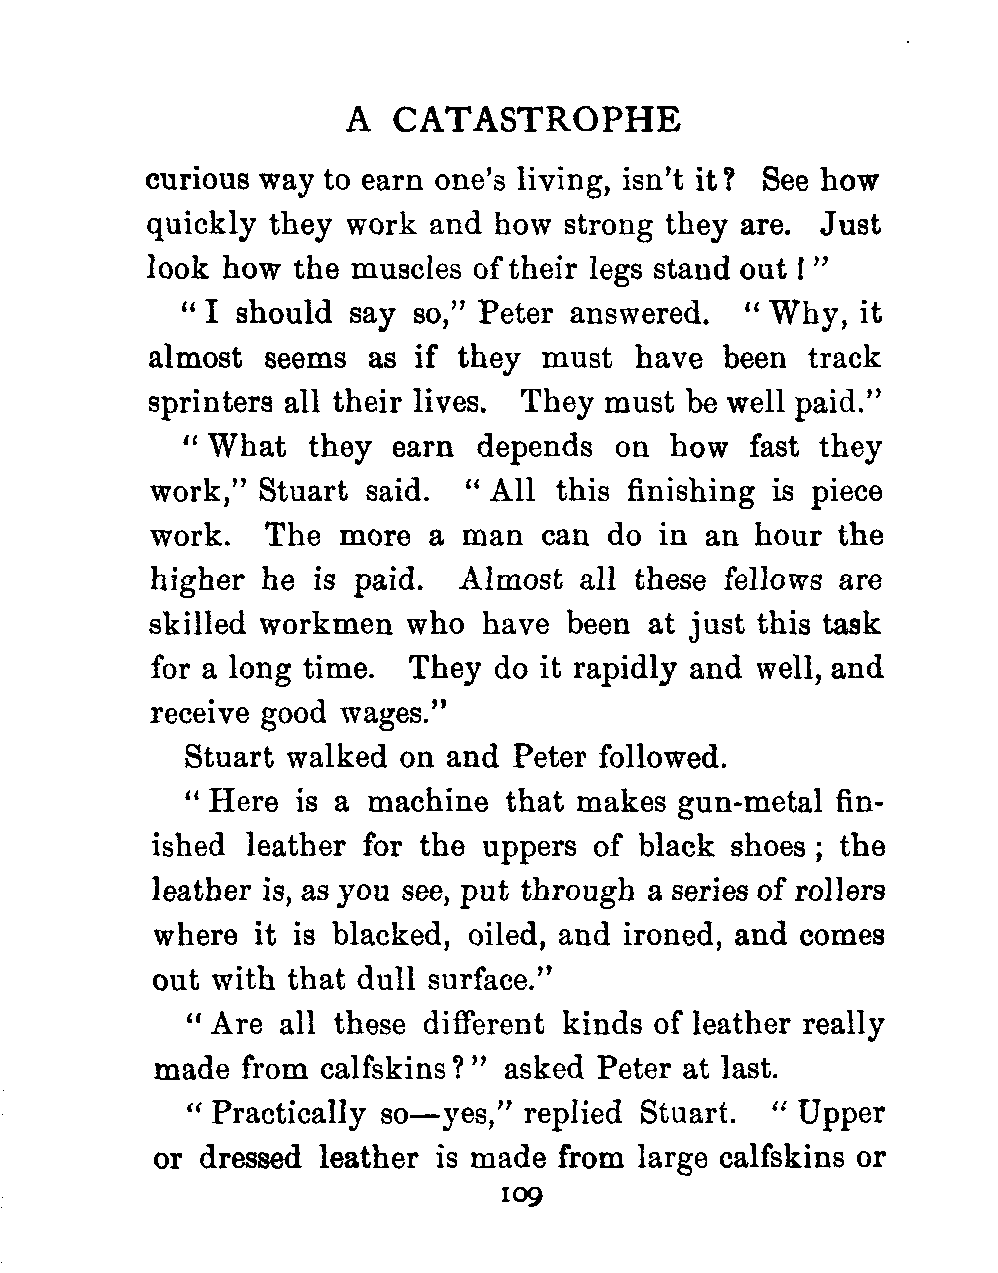 A CATASTROPHE
curious way to earn one's living, isn't it? See how
quickly they work and how strong they are. Just
look how the muscles of their legs stand out!"
"I should say so," Peter answered. "Why, it
almost seems as if they must have been track
sprinters all their lives. They must be well paid."
"What they earn depends on how fast they
work," Stuart said. "All this finishing is piece
work. The more a man can do in an hour the
higher he is paid. Almost all these fellows are
skilled workmen who have been at just this task
for a long time. They do it rapidly and well, and
receive good wages."
Stuart walked on and Peter followed.
"Here is a machine that makes gun-metal fin-
ished leather for the uppers of black shoes; the
leather is, as you see, put through a series of rollers
where it is blacked, oiled, and ironed, and comes
out with that dull surface."
"Are all these different kinds of leather really
made from calfskins?" asked Peter at last.
"Practically so—yes," replied Stuart. "Upper
or dressed leather is made from large calfskins or
109